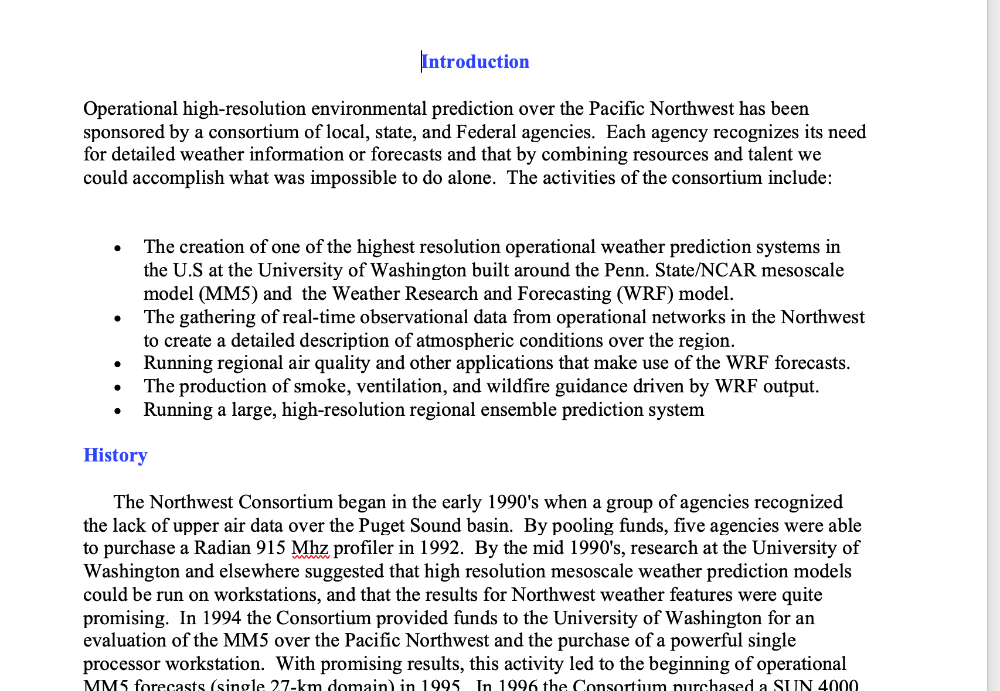 Introduction
Operational high-resolution environmental prediction over the Pacific Northwest has been
sponsored by a consortium of local, state, and Federal agencies.  Each agency recognizes its need
for detailed weather information or forecasts and that by combining resources and talent we
could accomplish what was impossible to do alone.  The activities of the consortium include:
• The creation of one of the highest resolution operational weather prediction systems in
the U.S at the University of Washington built around the Penn. State/NCAR mesoscale
model (MM5) and  the Weather Research and Forecasting (WRF) model.
• The gathering of real-time observational data from operational networks in the Northwest
to create a detailed description of atmospheric conditions over the region.
• Running regional air quality and other applications that make use of the WRF forecasts.
• The production of smoke, ventilation, and wildfire guidance driven by WRF output.
• Running a large, high-resolution regional ensemble prediction system
History
The Northwest Consortium began in the early 1990's when a group of agencies recognized
the lack of upper air data over the Puget Sound basin.  By pooling funds, five agencies were able
to purchase a Radian 915 Mhz profiler in 1992.  By the mid 1990's, research at the University of
Washington and elsewhere suggested that high resolution mesoscale weather prediction models
could be run on workstations, and that the results for Northwest weather features were quite
promising.  In 1994 the Consortium provided funds to the University of Washington for an
evaluation of the MM5 over the Pacific Northwest and the purchase of a powerful single
processor workstation.  With promising results, this activity led to the beginning of operational
MM5 forecasts (single 27-km domain) in 1995.  In 1996 the Consortium purchased a SUN 4000